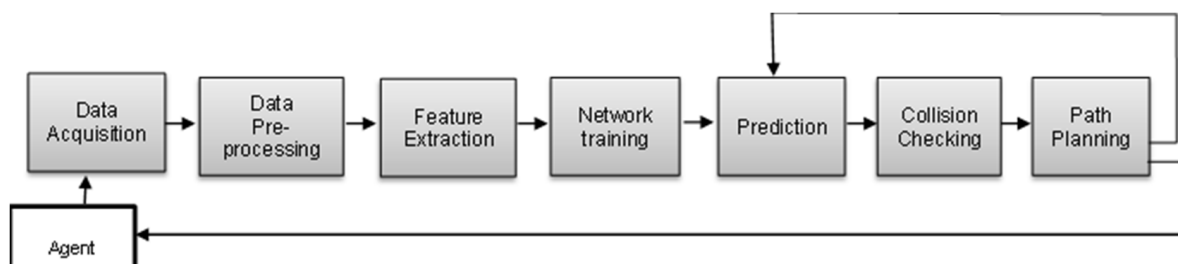 Data
Acquisition
Data
Pre-
processing
Feature
Extraction
Network
training
Prediction
Collision
Checking
Path
Planning
Agent